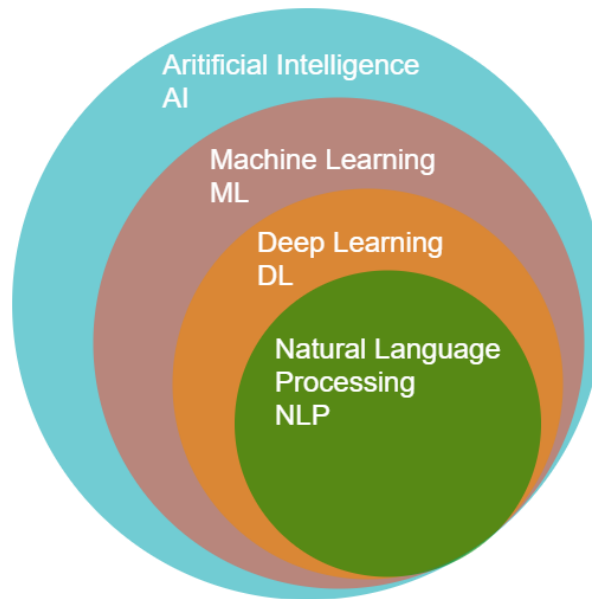 Aritificial Intelligence
AI
Machine Learning
ML
Deep Learning
DL
Natural Language
Processing
NLP